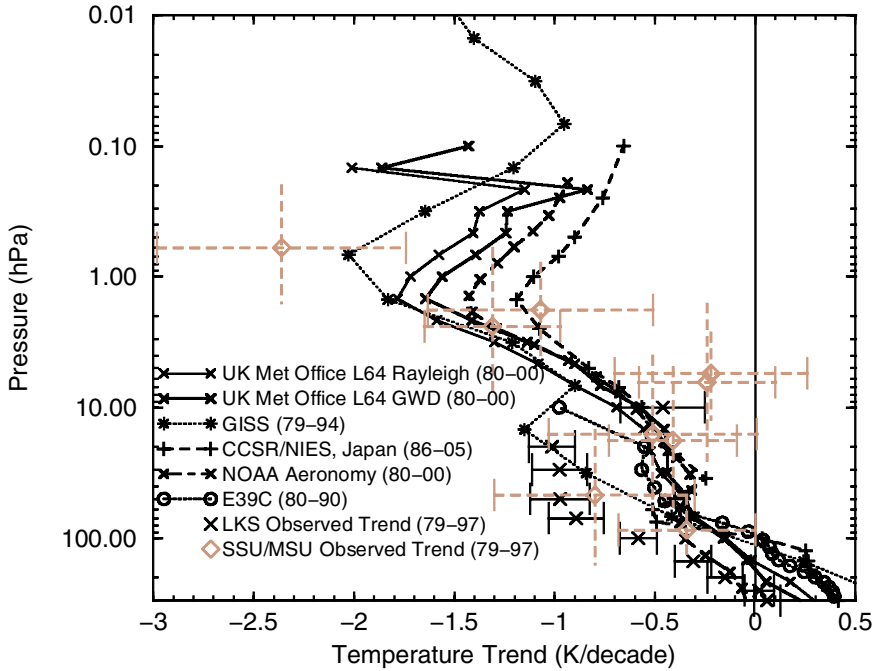 0.01
0.10
1.00
10.00
100.00
Pressure (hPa)
UK Met Office L64 Rayleigh (80−00)
UK Met Office L64 GWD (80−00)
GISS (79−94)
CCSR/NIES, Japan (86−05)
NOAA Aeronomy (80−00)
E39C (80−90)
LKS Observed Trend (79−97)
SSU/MSU Observed Trend (79−97)
−3 −2.5 −2 −1.5 −1 −0.5 0 0.5
Temperature Trend (K/decade)